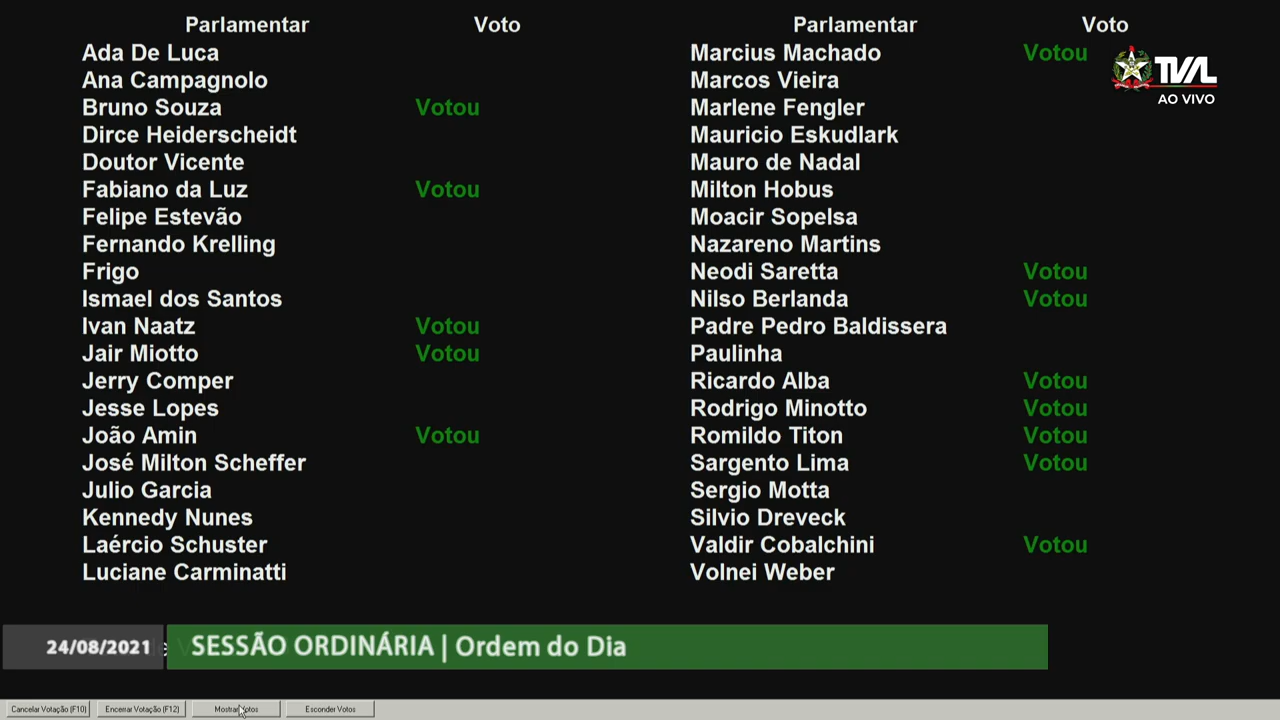 Parlamentar Voto
Ada De Luca
Ana Campagnolo
Bruno Souza Votou
Dirce Heiderscheidt
Doutor Vicente
Fabiano da Luz Votou
Felipe Estevão
Fernando Krelling
Frigo
Ismael dos Santos
Ivan Naatz Votou
Jair Miotto Votou
Jerry Comper
Jesse Lopes
João Amin Votou
José Milton Scheffer
Julio Garcia
Kennedy Nunes
Laércio Schuster
Luciane Carminatti
Parlamentar Voto
Marcius Machado Votou
Marcos Vieira
Marlene Fengler
Mauricio Eskudlark
Mauro de Nadal
Milton Hobus
Moacir Sopelsa
Nazareno Martins
Neodi Saretta Votou
Nilso Berlanda Votou
Padre Pedro Baldissera
Paulinha
Ricardo Alba Votou
Rodrigo Minotto Votou
Romildo Titon Votou
Sargento Lima Votou
Sergio Motta
Silvio Dreveck
Valdir Cobalchini Votou
Volnei Weber
TVAL
AO VIVO
24/08/2021 SESSÃO ORDINÁRIA | Ordem do Dia
Cancelar Votação (F10) Encerrar Votação (F12) Mostrar Votos Esconder Votos